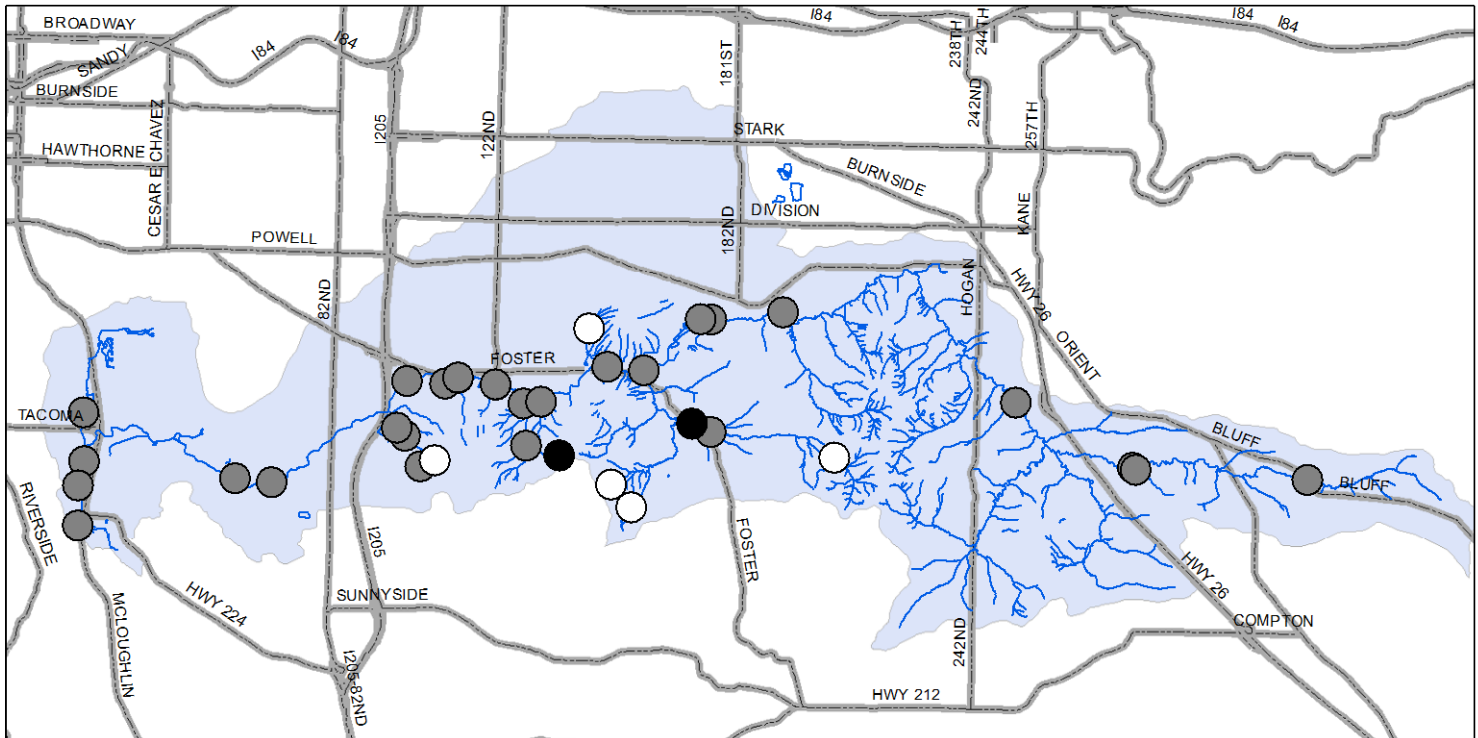 BROADWAY
I84
I84
I84
I84
I84
SANDY
238TH
244TH
181ST
BURNSIDE
CESAR E CHAVEZ
I205
122ND
242ND
257TH
STARK
HAWTHORNE
BURNSIDE
DIVISION
KANE
182ND
POWELL
82ND
HOGAN
HWY 26
ORIENT
FOSTER
TACOMA
BLUFF
BLUFF
RIVERSIDE
I205
FOSTER
HWY 26
HWY 224
SUNNYSIDE
COMPTON
MCLOUGHLIN
242ND
I205-82ND
HWY 212